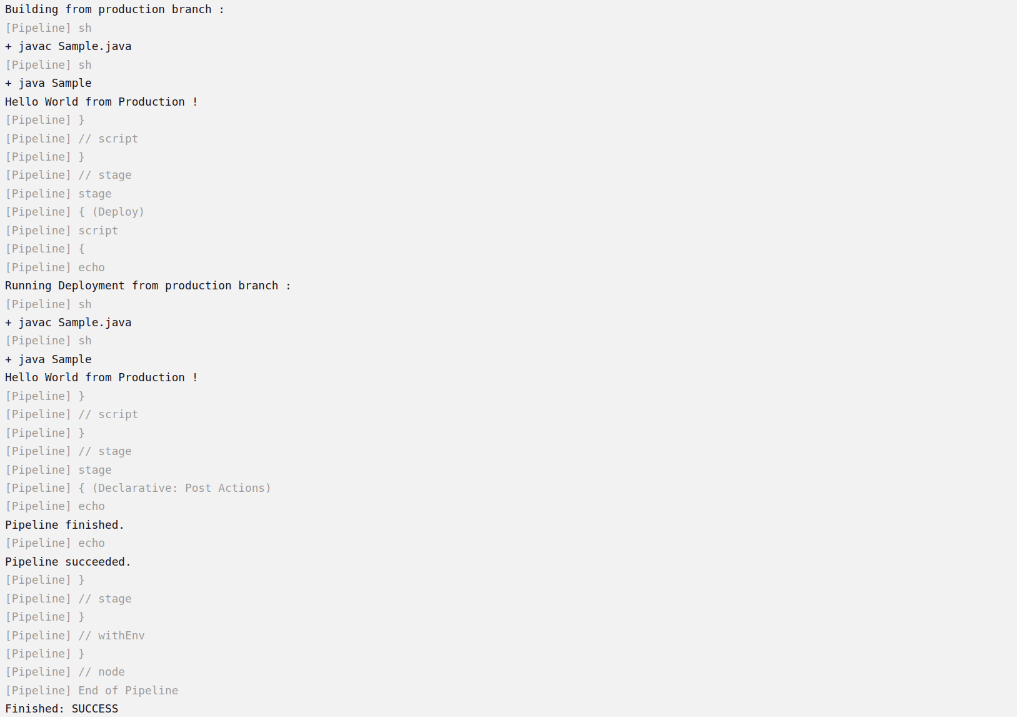 Building from production branch :
[Pipeline] sh
+ javac Sample.java
[Pipeline] sh
+ java Sample
Hello World from Production !
[Pipeline] }
[Pipeline] // script
[Pipeline] }
[Pipeline] // stage
[Pipeline] stage
[Pipeline] { (Deploy)
[Pipeline] script
[Pipeline] {
[Pipeline] echo
Running Deployment from production branch :
[Pipeline] sh
+ javac Sample.java
[Pipeline] sh
+ java Sample
Hello World from Production !
[Pipeline] }
[Pipeline] // script
[Pipeline] }
[Pipeline] // stage
[Pipeline] stage
[Pipeline] { (Declarative: Post Actions)
[Pipeline] echo
Pipeline finished.
[Pipeline] echo
Pipeline succeeded.
[Pipeline] }
[Pipeline] // stage
[Pipeline] }
[Pipeline] // withEnv
[Pipeline] }
[Pipeline] // node
[Pipeline] End of Pipeline
Finished: SUCCESS